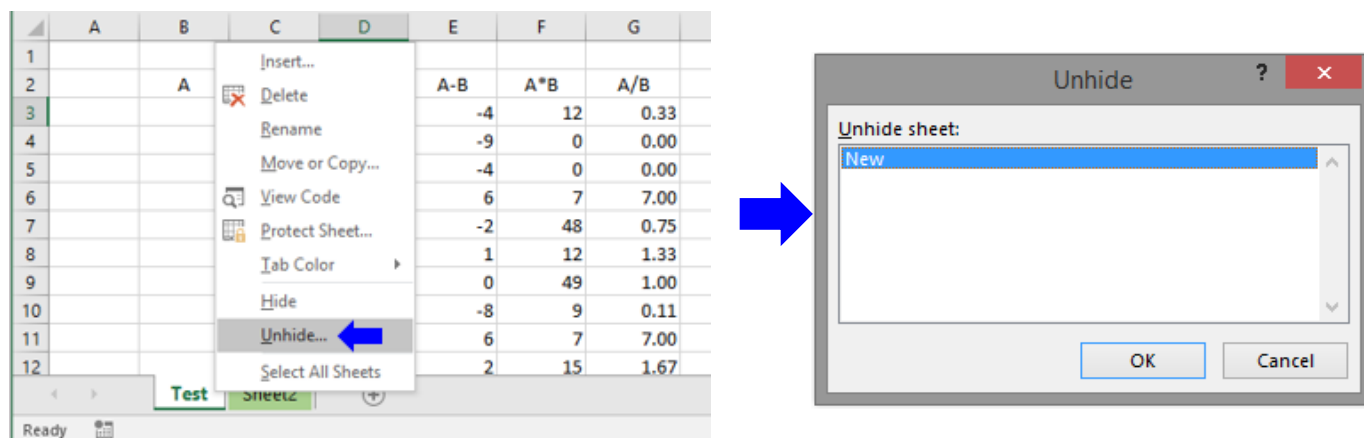 A B C D E F G
1
Insert...
2 A A-B A*B A/B
Delete
3 -4 12 0.33
Rename
4 -9 0 0.00
Move or Copy...
5 -4 0 0.00
View Code
6 6 7 7.00
Protect Sheet...
7 -2 48 0.75
8 1 12 1.33
Tab Color
9 0 49 1.00
Hide
10 -8 9 0.11
Unhide...
11 6 7 7.00
12 2 15 1.67
Select All Sheets
Test Sheet2
Ready
Unhide ? ×
Unhide sheet:
New
OK Cancel